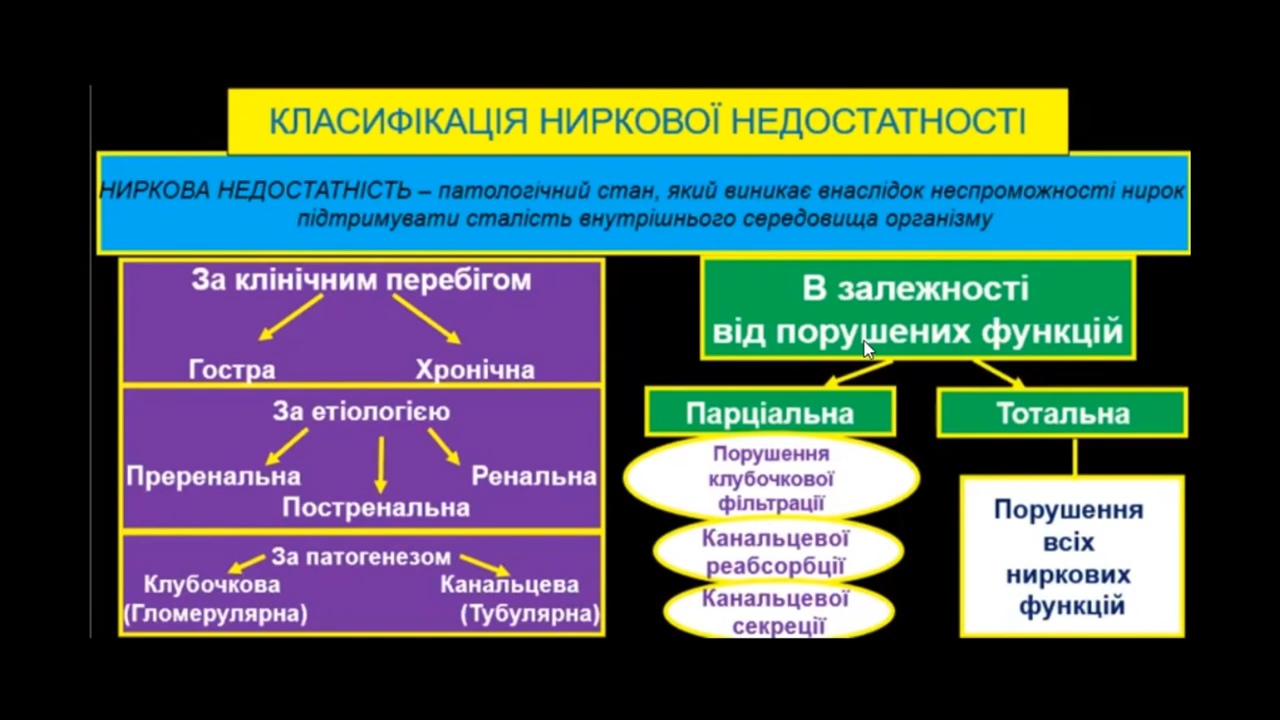 КЛАСИФІКАЦІЯ НИРКОВОЇ НЕДОСТАТНОСТІ
НИРКОВА НЕДОСТАТНІСТЬ – патологічний стан, який виникає внаслідок неспроможності нирок
підтримувати сталість внутрішнього середовища організму
За клінічним перебігом
Гостра Хронічна
За етіологією
Преренальна Ренальна
Постренальна
За патогенезом
Клубочкова Канальцева
(Гломерулярна) (Тубулярна)
В залежності
від порушених функцій
Парціальна
Порушення
клубочкової
фільтрації
Канальцевої
реабсорбції
Канальцевої
секреції
Тотальна
Порушення
всіх
ниркових
функцій